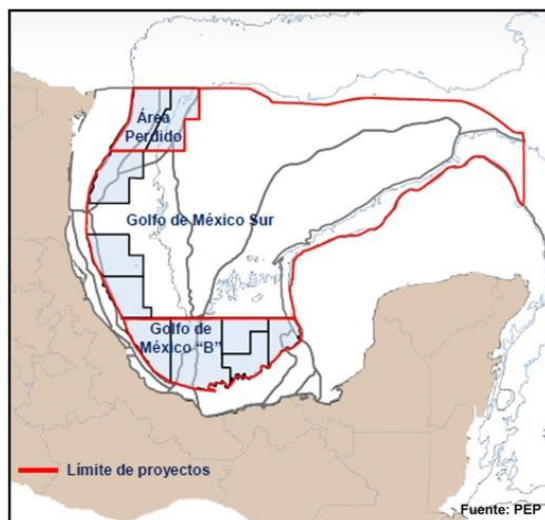 Área
Perdido
Golfo de México Sur
Golfo de
México “B”
Límite de proyectos
Fuente: PEP